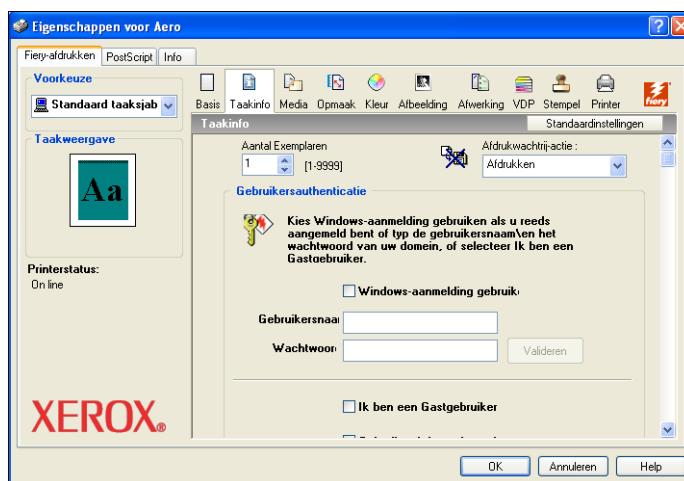 Eigenschappen voor Aero
Fiery-afdrukken PostScript Info
Voorkeuze
Standaard taaksjab
Taakweergave
Aa
Printerstatus:
On line
XEROX®
Basis Taakinfo Media Opmaak Kleur Afbeelding Afwerking VDP Stempel Printer
fiery
Taakinfo Standaardinstellingen
Aantal Exemplaren
1 [1-9999]
Afdrukwachtrij-actie :
Afdrukken
Gebruikersauthenticatie
Kies Windows-aanmelding gebruiken als u reeds
aangemeld bent of typ de gebruikersnaam\en het
wachtwoord van uw domein, of selecteer Ik ben een
Gastgebruiker.
Windows-aanmelding gebruik
Gebruikersnaa
Wachtwoor
Valideren
Ik ben een Gastgebruiker
OK Annuleren Help